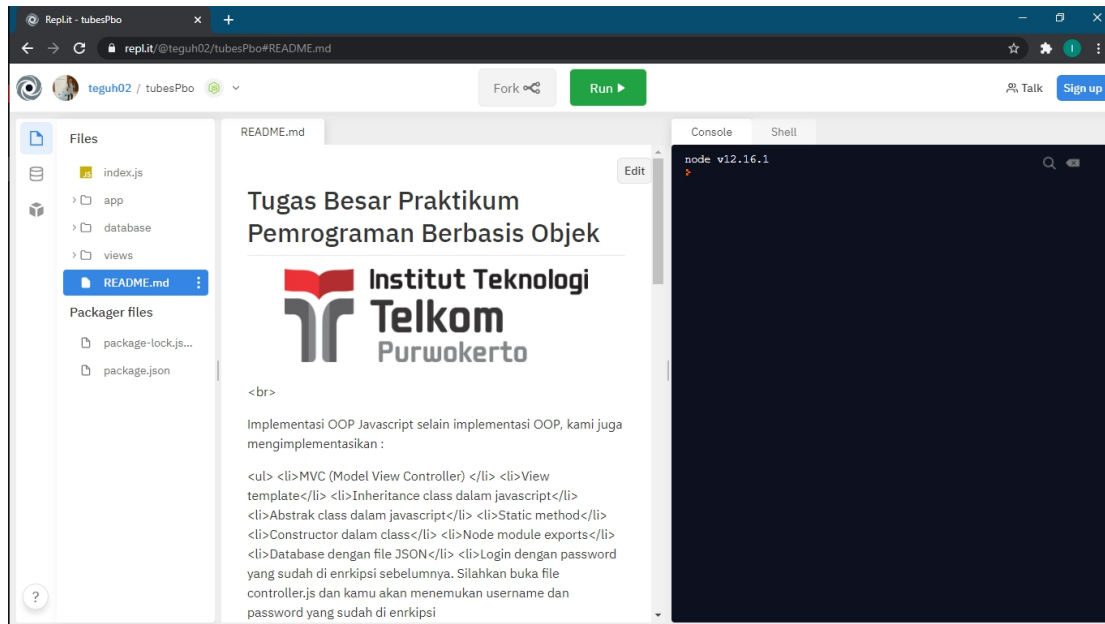 Repl.it - tubesPbo
repl.it/@teguh02/tubesPbo#README.md
I
teguh02 / tubesPbo
Fork
Run
Talk
Sign up
Files
JS index.js
app
database
views
README.md
Packager files
package-lock.js...
package.json
?
README.md
Edit
Tugas Besar Praktikum
Pemrograman Berbasis Objek
Institut Teknologi
Telkom
Purwokerto
<br>
Implementasi OOP Javascript selain implementasi OOP, kami juga
mengimplementasikan :
<ul> <li>MVC (Model View Controller) </li> <li>View
template</li> <li>Inheritance class dalam javascript</li>
<li>Abstrak class dalam javascript</li> <li>Static method</li>
<li>Constructor dalam class</li> <li>Node module exports</li>
<li>Database dengan file JSON</li> <li>Login dengan password
yang sudah di enrkipsi sebelumnya. Silahkan buka file
controller.js dan kamu akan menemukan username dan
password yang sudah di enrkipsi
Console Shell
node v12.16.1